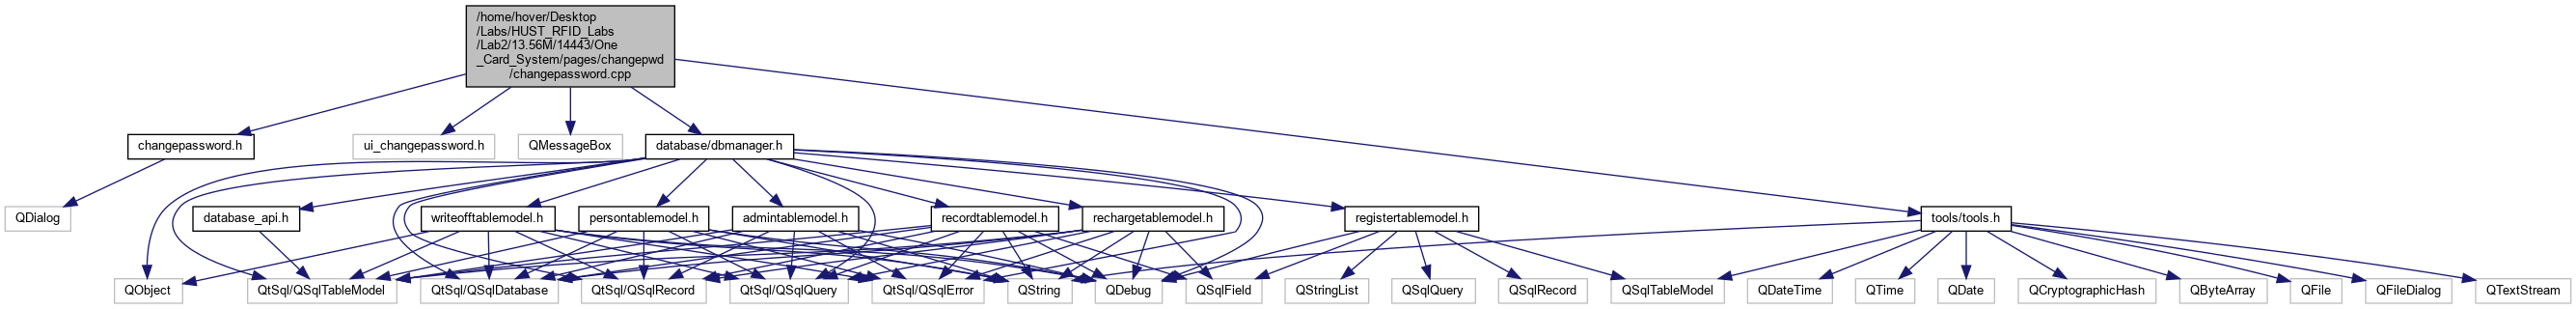 /home/hover/Desktop
/Labs/HUST_RFID_Labs
/Lab2/13.56M/14443/One
_Card_System/pages/changepwd
/changepassword.cpp
changepassword.h
ui_changepassword.h
QMessageBox
database/dbmanager.h
QDialog
database_api.h
writeofftablemodel.h
persontablemodel.h
admintablemodel.h
recordtablemodel.h
rechargetablemodel.h
registertablemodel.h
tools/tools.h
QObject
QtSql/QSqlTableModel
QtSql/QSqlDatabase
QtSql/QSqlRecord
QtSql/QSqlQuery
QtSql/QSqlError
QString
QDebug
QSqlField
QStringList
QSqlQuery
QSqlRecord
QSqlTableModel
QDateTime
QTime
QDate
QCryptographicHash
QByteArray
QFile
QFileDialog
QTextStream